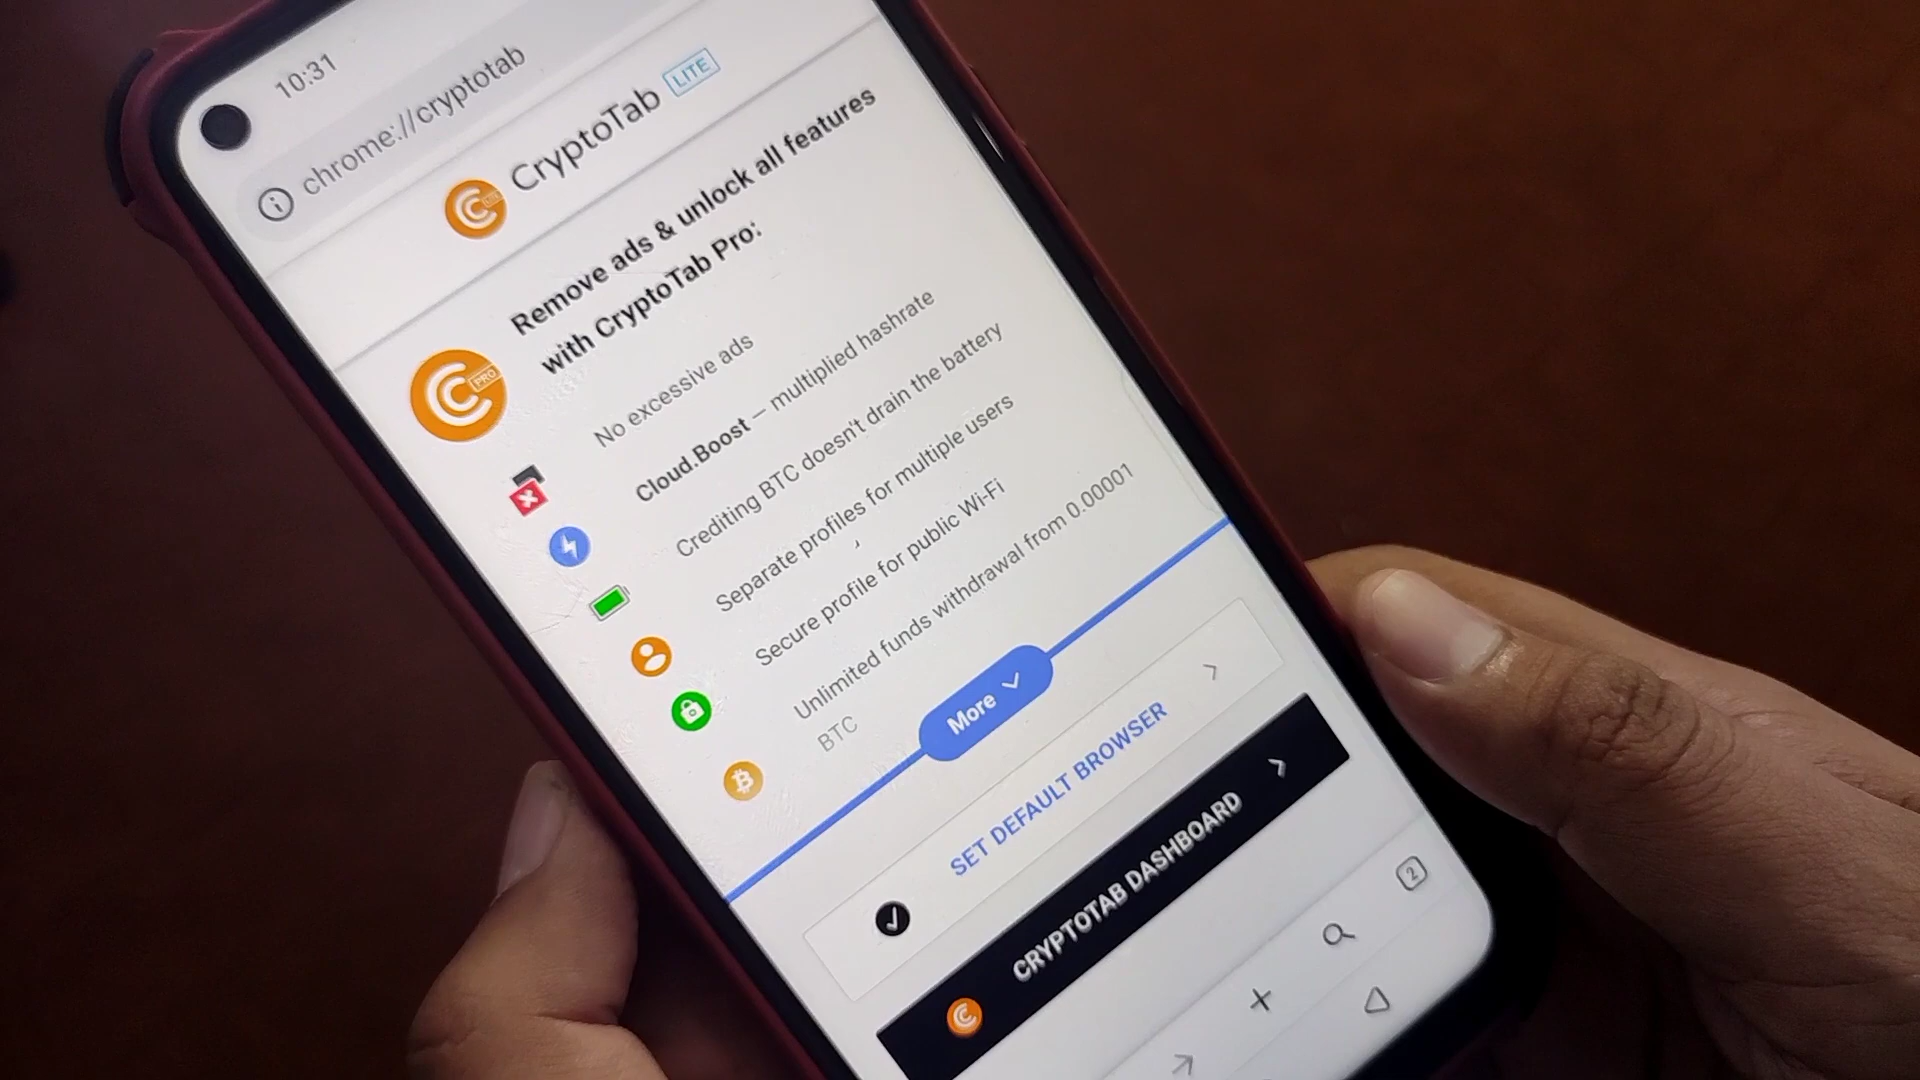 10:31
chrome://cryptotab
CryptoTab LITE
Remove ads & unlock all features
with CryptoTab Pro:
PRO
No excessive ads
Cloud.Boost – multiplied hashrate
Crediting BTC doesn't drain the battery
Separate profiles for multiple users
Secure profile for public Wi-Fi
Unlimited funds withdrawal from 0.00001
BTC
More
SET DEFAULT BROWSER
CRYPTOTAB DASHBOARD
2